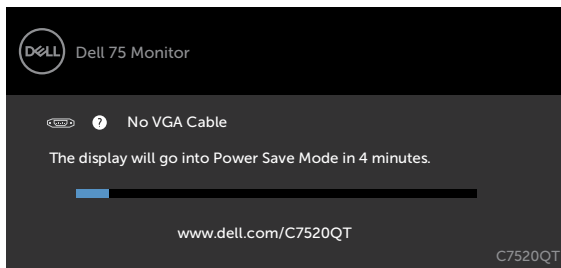 DELL
Dell 75 Monitor
? No VGA Cable
The display will go into Power Save Mode in 4 minutes.
www.dell.com/C7520QT
C7520QT